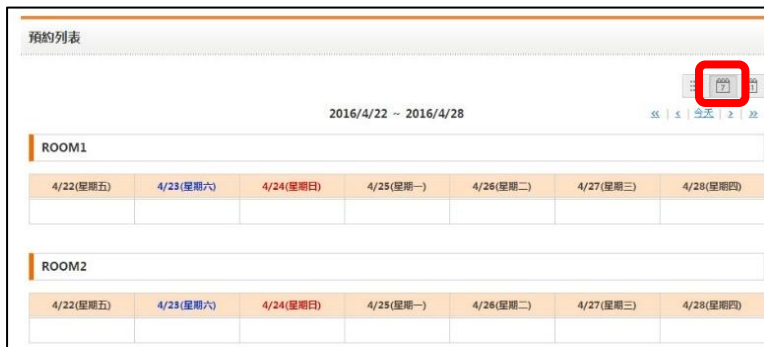 預約列表
7
2016/4/22 ~ 2016/4/28
<< | < | 今天 | > | >>
ROOM1
4/22(星期五) 4/23(星期六) 4/24(星期日) 4/25(星期一) 4/26(星期二) 4/27(星期三) 4/28(星期四)
ROOM2
4/22(星期五) 4/23(星期六) 4/24(星期日) 4/25(星期一) 4/26(星期二) 4/27(星期三) 4/28(星期四)